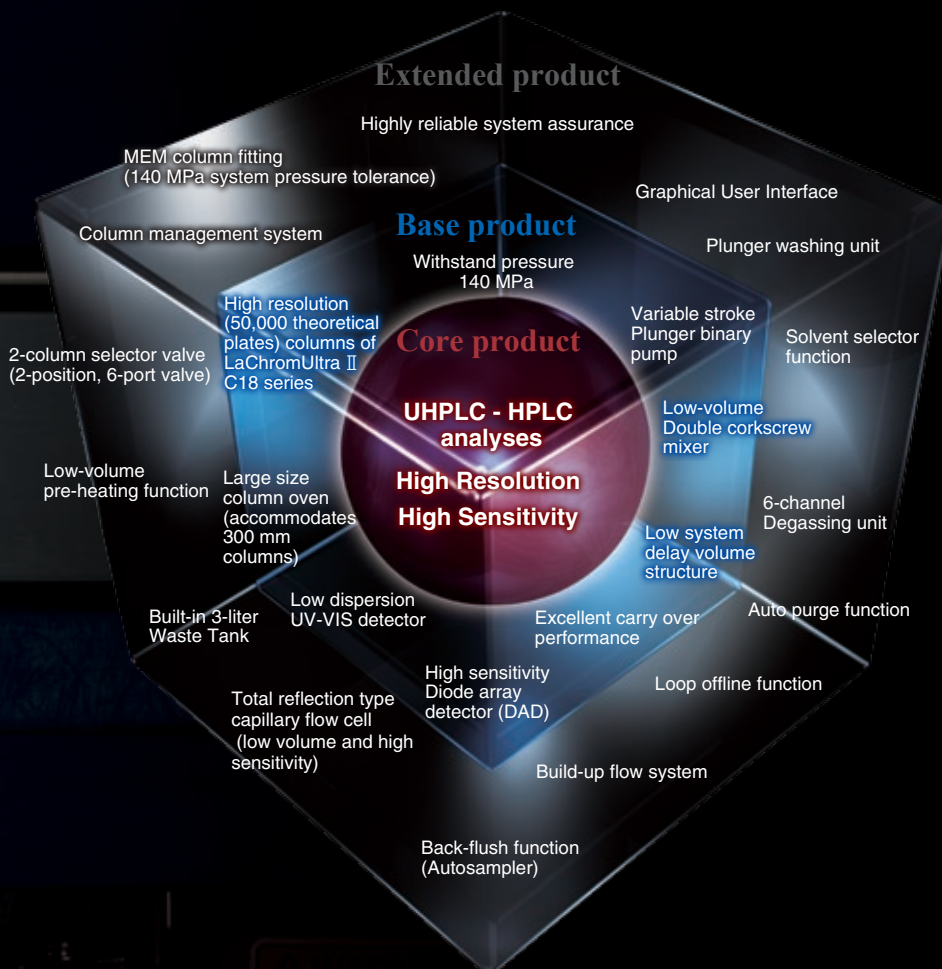 Extended product
Highly reliable system assurance
MEM column fitting
(140 MPa system pressure tolerance)
Graphical User Interface
Column management system
Base product
Plunger washing unit
Withstand pressure
140 MPa
High resolution
(50,000 theoretical
plates) columns of
LaChromUltra Ⅱ
C18 series
Variable stroke
Plunger binary
pump
Core product
Solvent selector
function
2-column selector valve
(2-position, 6-port valve)
UHPLC - HPLC
analyses
High Resolution
High Sensitivity
Low-volume
Double corkscrew
mixer
Low-volume
pre-heating function
Large size
column oven
(accommodates
300 mm
columns)
6-channel
Degassing unit
Low system
delay volume
structure
Built-in 3-liter
Waste Tank
Low dispersion
UV-VIS detector
Excellent carry over
performance
Auto purge function
High sensitivity
Diode array
detector (DAD)
Loop offline function
Total reflection type
capillary flow cell
(low volume and high
sensitivity)
Build-up flow system
Back-flush function
(Autosampler)